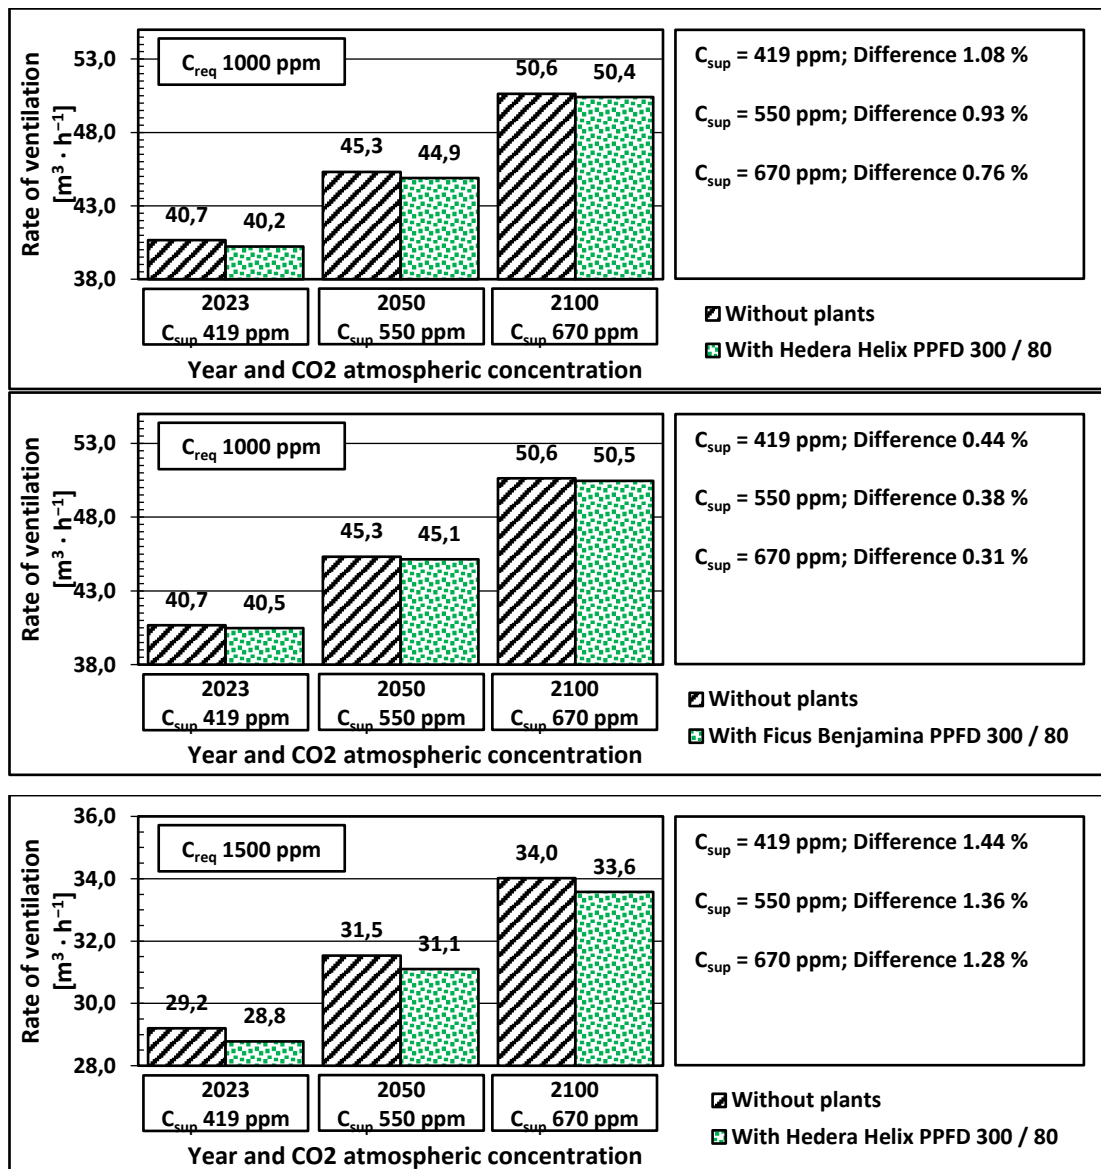 C_req 1000 ppm
Rate of ventilation
[m³ · h⁻¹]
53,0
48,0
43,0
38,0
40,7
40,2
45,3
44,9
50,6
50,4
2023
C_sup 419 ppm
2050
C_sup 550 ppm
2100
C_sup 670 ppm
Year and CO2 atmospheric concentration
C_sup = 419 ppm; Difference 1.08 %
C_sup = 550 ppm; Difference 0.93 %
C_sup = 670 ppm; Difference 0.76 %
Without plants
With Hedera Helix PPFD 300 / 80
C_req 1000 ppm
Rate of ventilation
[m³ · h⁻¹]
53,0
48,0
43,0
38,0
40,7
40,5
45,3
45,1
50,6
50,5
2023
C_sup 419 ppm
2050
C_sup 550 ppm
2100
C_sup 670 ppm
Year and CO2 atmospheric concentration
C_sup = 419 ppm; Difference 0.44 %
C_sup = 550 ppm; Difference 0.38 %
C_sup = 670 ppm; Difference 0.31 %
Without plants
With Ficus Benjamina PPFD 300 / 80
C_req 1500 ppm
Rate of ventilation
[m³ · h⁻¹]
36,0
34,0
32,0
30,0
28,0
29,2
28,8
31,5
31,1
34,0
33,6
2023
C_sup 419 ppm
2050
C_sup 550 ppm
2100
C_sup 670 ppm
Year and CO2 atmospheric concentration
C_sup = 419 ppm; Difference 1.44 %
C_sup = 550 ppm; Difference 1.36 %
C_sup = 670 ppm; Difference 1.28 %
Without plants
With Hedera Helix PPFD 300 / 80